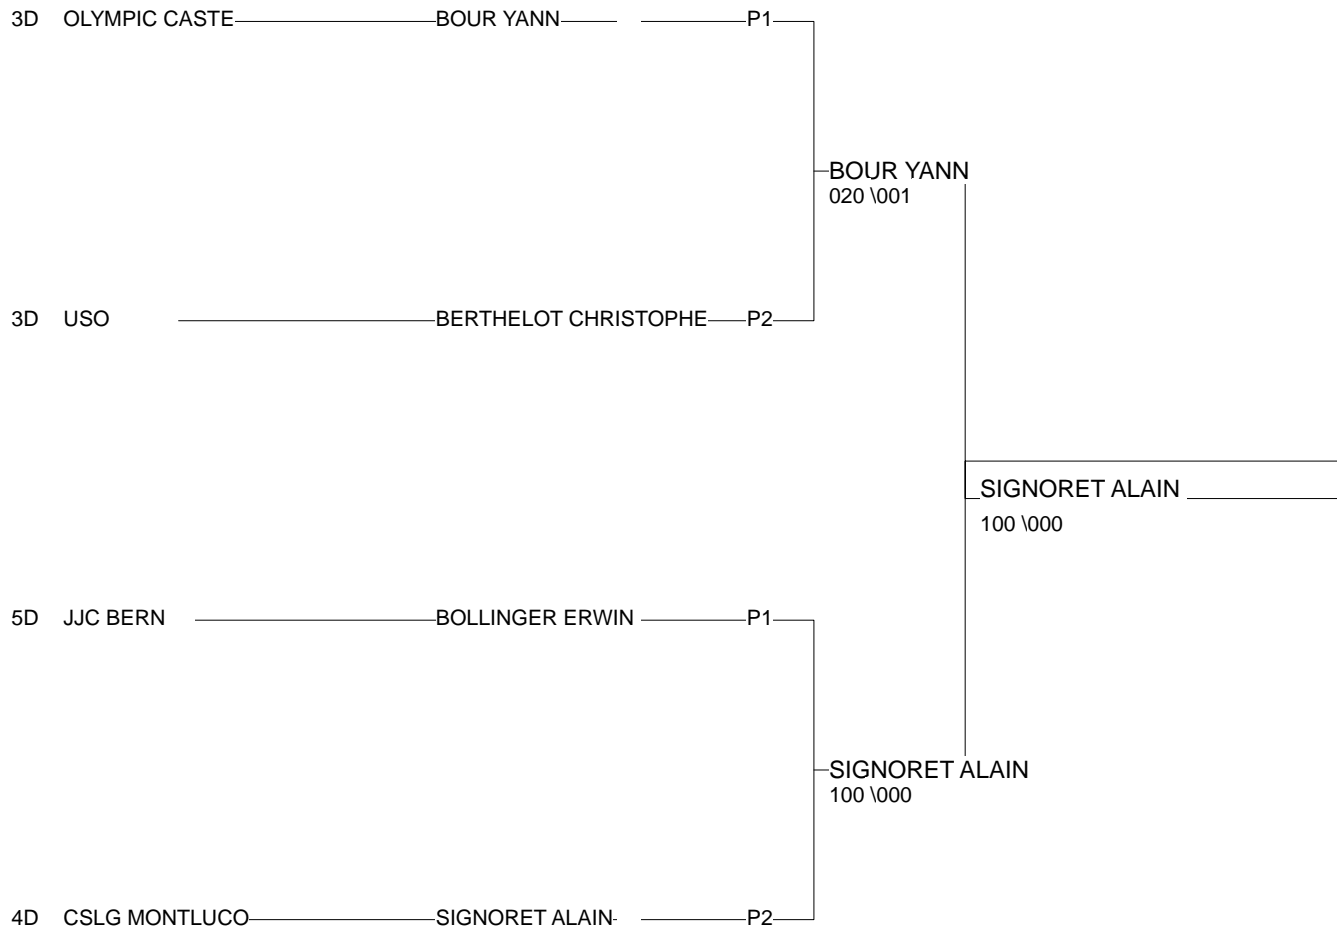 3D OLYMPIC CASTE BOUR YANN P1
BOUR YANN
020 \001
3D USO BERTHELOT CHRISTOPHE P2
SIGNORET ALAIN
100 \000
5D JJC BERN BOLLINGER ERWIN P1
SIGNORET ALAIN
100 \000
4D CSLG MONTLUCO SIGNORET ALAIN P2